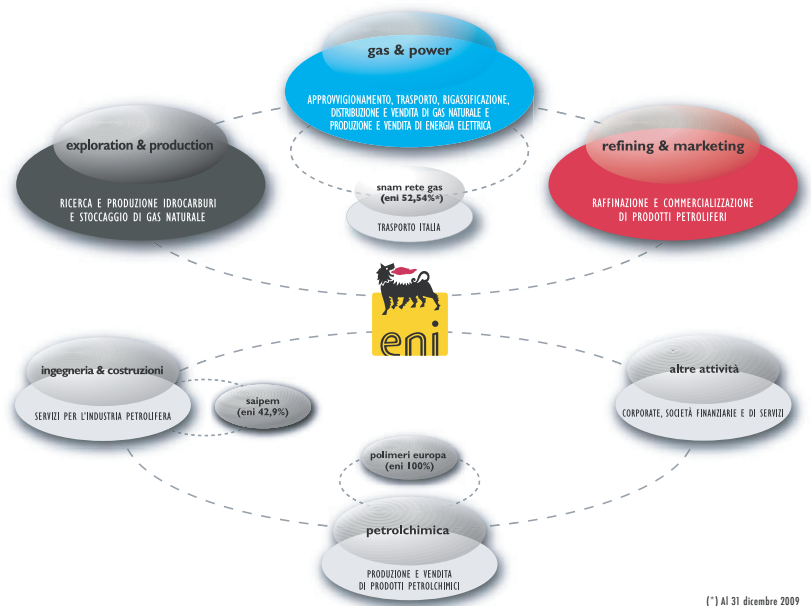 gas & power
APPROVVIGIONAMENTO, TRASPORTO, RIGASSIFICAZIONE,
DISTRIBUZIONE E VENDITA DI GAS NATURALE E
PRODUZIONE E VENDITA DI ENERGIA ELETTRICA
exploration & production
RICERCA E PRODUZIONE IDROCARBURI
E STOCCAGGIO DI GAS NATURALE
refining & marketing
RAFFINAZIONE E COMMERCIALIZZAZIONE
DI PRODOTTI PETROLIFERI
snam rete gas
(eni 52,54%*)
TRASPORTO ITALIA
eni
ingegneria & costruzioni
SERVIZI PER L'INDUSTRIA PETROLIFERA
saipem
(eni 42,9%)
altre attività
CORPORATE, SOCIETÀ FINANZIARIE E DI SERVIZI
polimeri europa
(eni 100%)
petrolchimica
PRODUZIONE E VENDITA
DI PRODOTTI PETROLCHIMICI
(*) Al 31 dicembre 2009